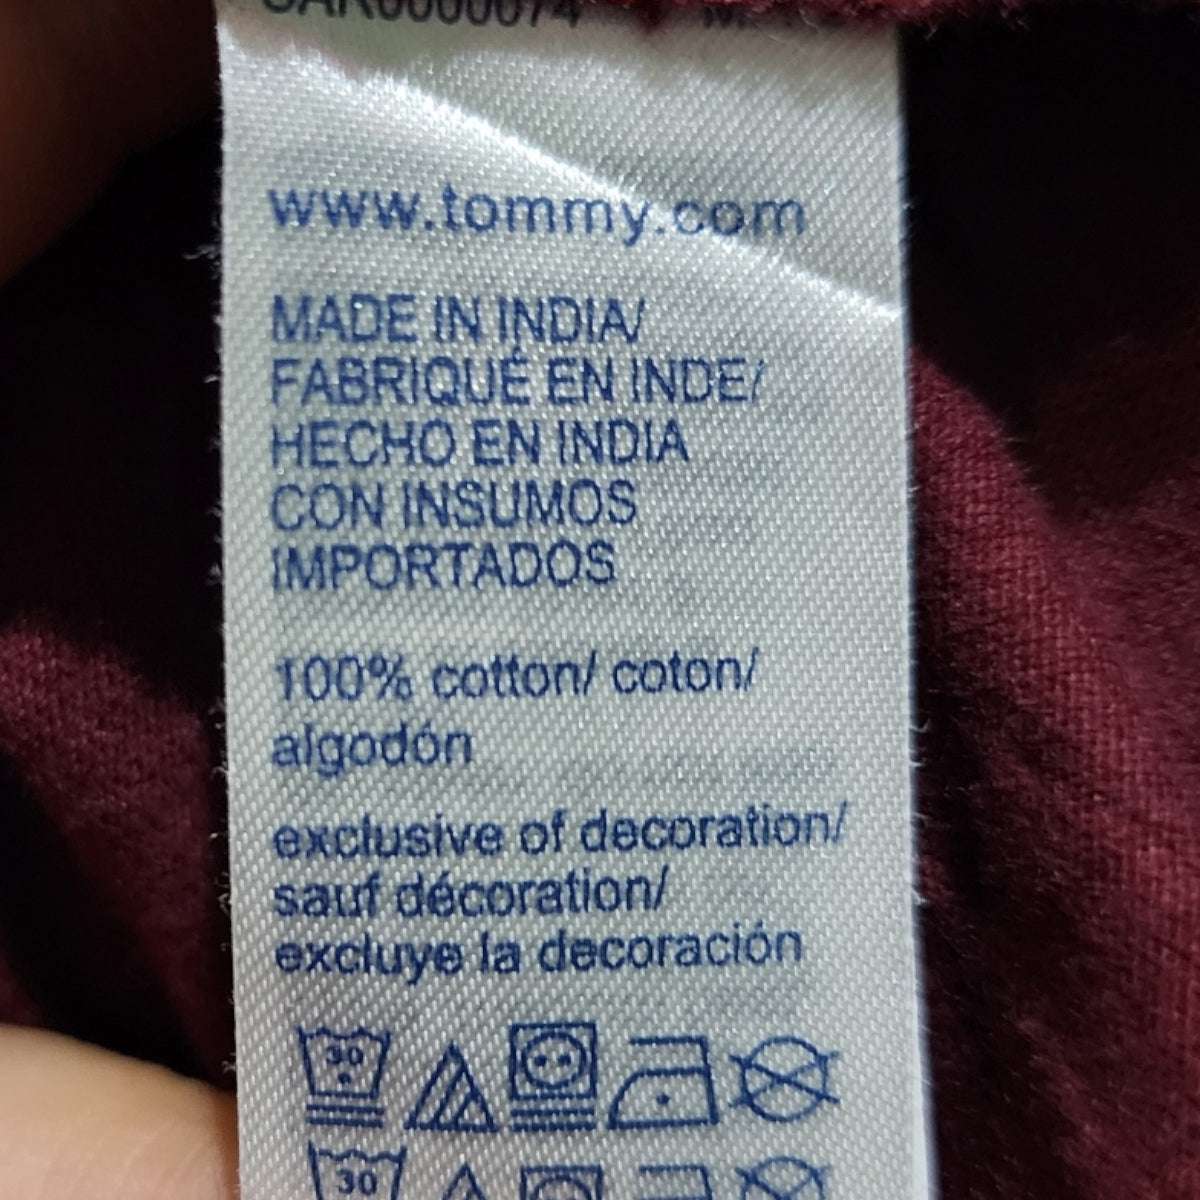 www.tommy.com
MADE IN INDIA/
FABRIQUÉ EN INDE/
HECHO EN INDIA
CON INSUMOS
IMPORTADOS
100% cotton/ coton/
algodón
exclusive of decoration/
sauf décoration/
excluye la decoración
30
30